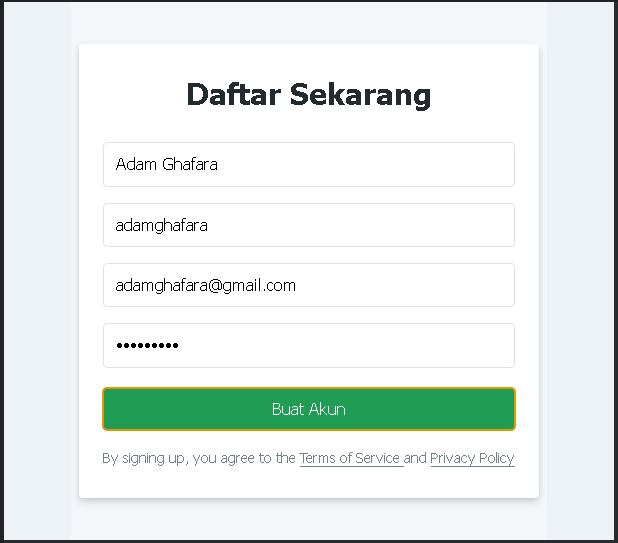 Daftar Sekarang
Adam Ghafara
adamghafara
adamghafara@gmail.com
•••••••••
Buat Akun
By signing up, you agree to the Terms of Service and Privacy Policy